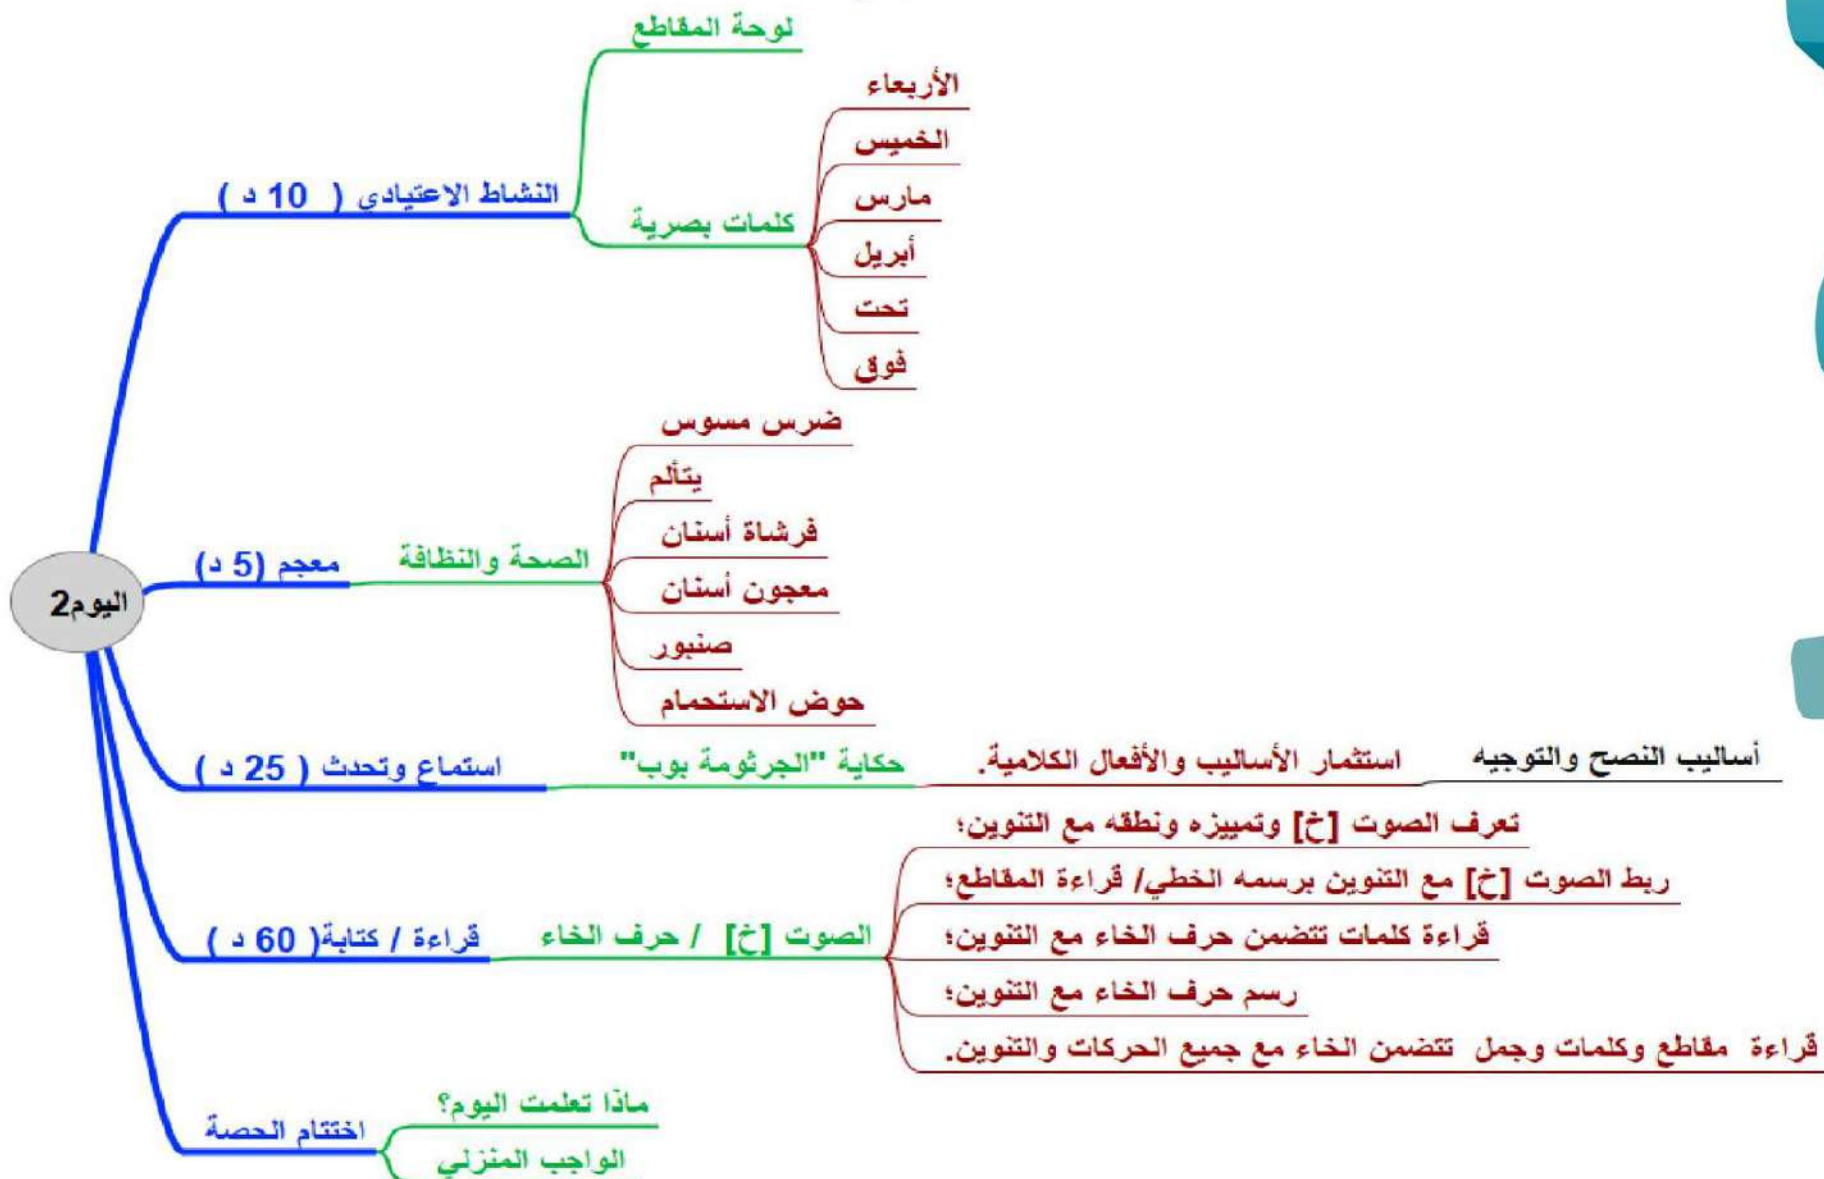 لوحة المقاطع
الأربعاء
الخميس
مارس
النشاط الاعتيادي ( 10 د )
كلمات بصرية
أبريل
تحت
فوق
ضرس مسوس
يتألم
فرشاة أسنان
معجم (5 د)
الصحة والنظافة
معجون أسنان
اليوم2
صنبور
حوض الاستحمام
استماع وتحدث ( 25 د )
حكاية "الجرثومة بوب"
استثمار الأساليب والأفعال الكلامية.
أساليب النصح والتوجيه
تعرف الصوت [خ] وتمييزه ونطقه مع التنوين؛
ربط الصوت [خ] مع التنوين برسمه الخطي/ قراءة المقاطع؛
قراءة / كتابة( 60 د )
الصوت [خ] / حرف الخاء
قراءة كلمات تتضمن حرف الخاء مع التنوين؛
رسم حرف الخاء مع التنوين؛
قراءة مقاطع وكلمات وجمل تتضمن الخاء مع جميع الحركات والتنوين.
اختتام الحصة
ماذا تعلمت اليوم؟
الواجب المنزلي